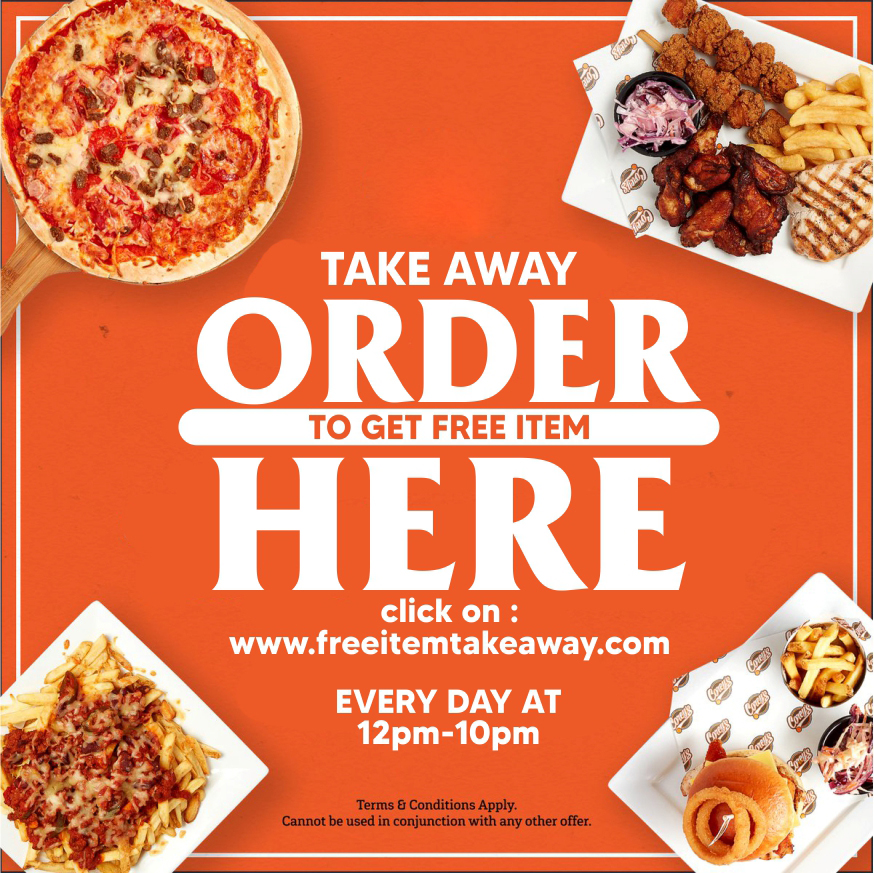 TAKE AWAY
ORDER
TO GET FREE ITEM
HERE
click on :
www.freeitemtakeaway.com
EVERY DAY AT
12pm-10pm
Terms & Conditions Apply.
Cannot be used in conjunction with any other offer.